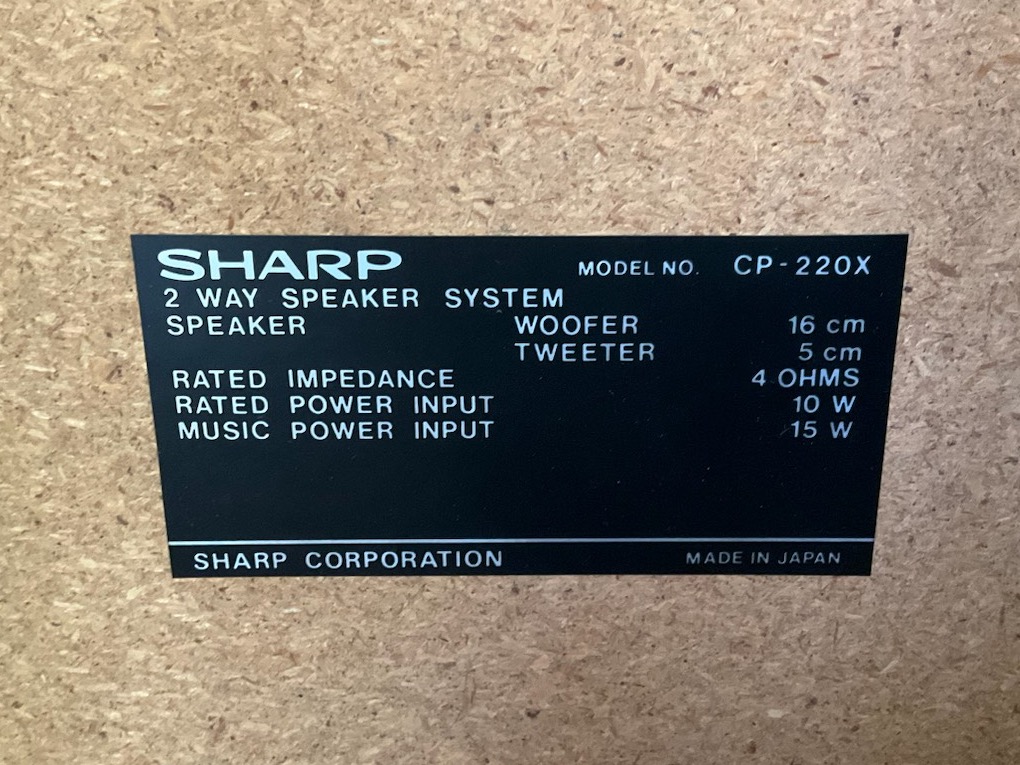 SHARP MODEL NO. CP-220X
2 WAY SPEAKER SYSTEM
SPEAKER WOOFER 16 cm
TWEETER 5 cm
RATED IMPEDANCE 4 OHMS
RATED POWER INPUT 10 W
MUSIC POWER INPUT 15 W
SHARP CORPORATION MADE IN JAPAN